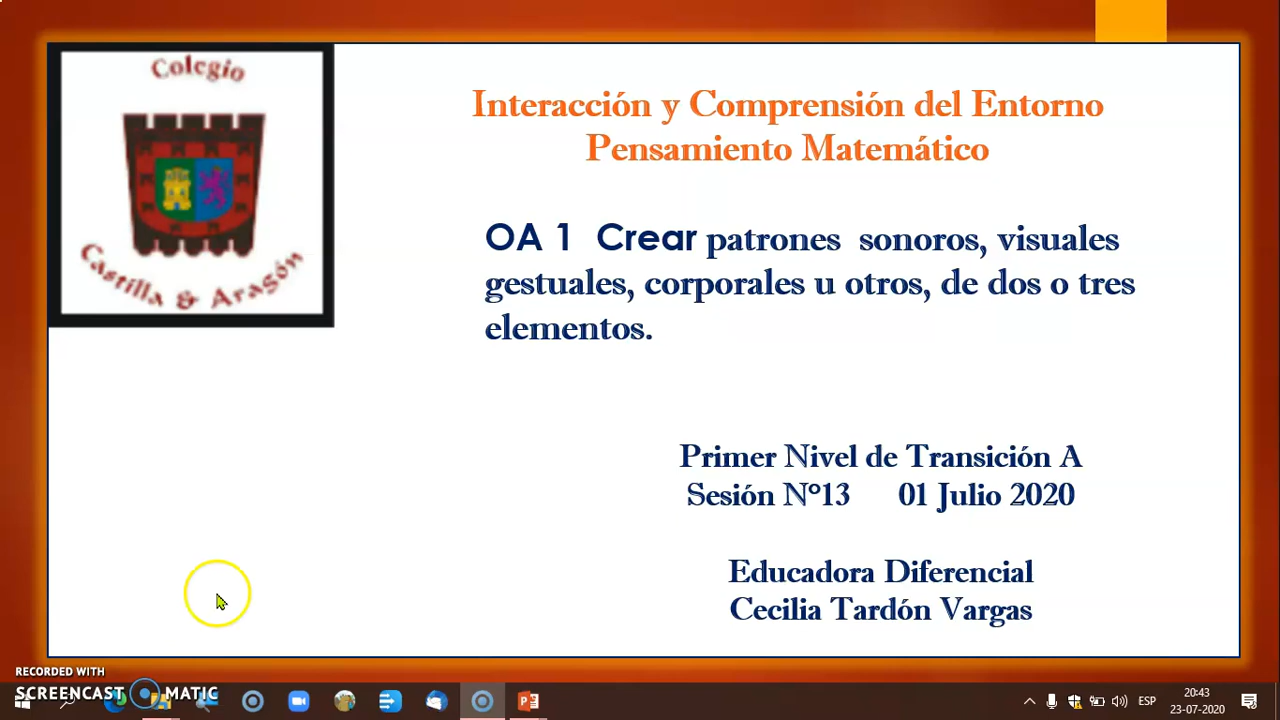 Colegio
Castilla & Aragón
Interacción y Comprensión del Entorno
Pensamiento Matemático
OA 1 Crear patrones sonoros, visuales
gestuales, corporales u otros, de dos o tres
elementos.
Primer Nivel de Transición A
Sesión N°13 01 Julio 2020
Educadora Diferencial
Cecilia Tardón Vargas
RECORDED WITH
SCREENCAST MATIC
ESP
20:43
23-07-2020